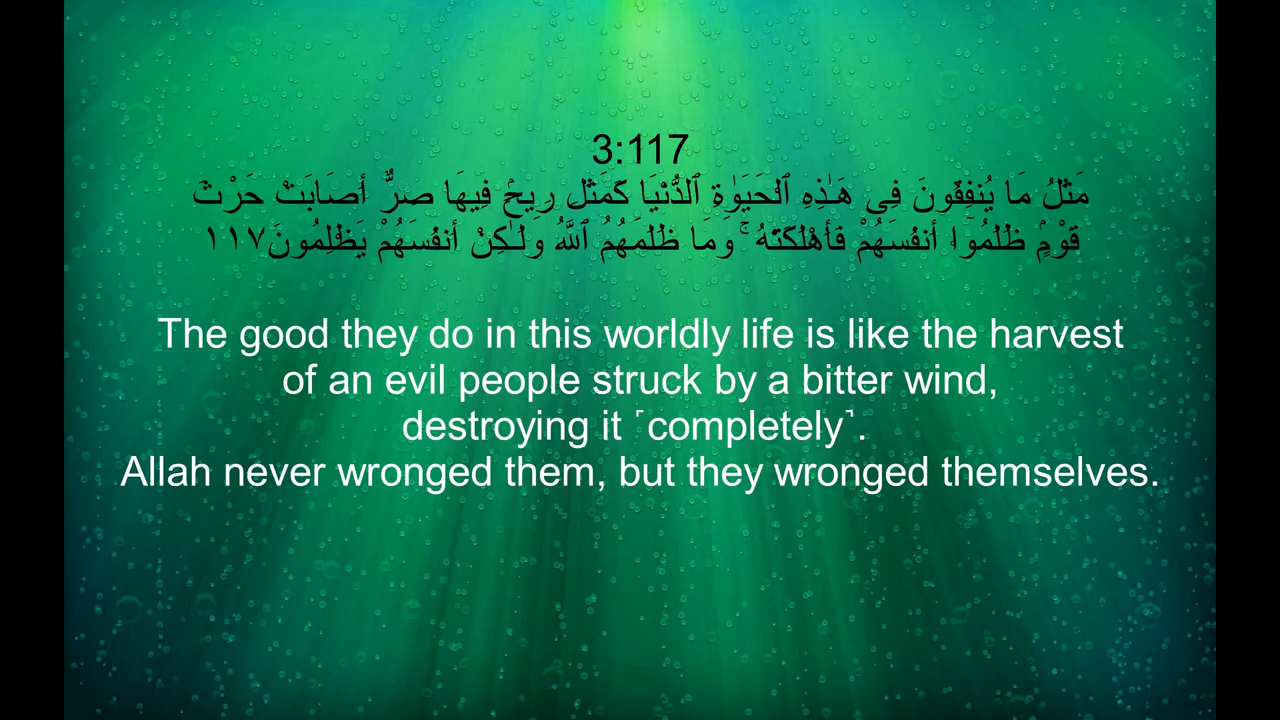 3:117
مَثَلُ مَا يُنفِقُونَ فِى هَـٰذِهِ ٱلْحَيَوٰةِ ٱلدُّنْيَا كَمَثَلِ رِيحٍۢ فِيهَا صِرٌّ أَصَابَتْ حَرْثَ
قَوْمٍۢ ظَلَمُوٓا۟ أَنفُسَهُمْ فَأَهْلَكَتْهُ ۚ وَمَا ظَلَمَهُمُ ٱللَّهُ وَلَـٰكِنْ أَنفُسَهُمْ يَظْلِمُونَ١١٧
The good they do in this worldly life is like the harvest
of an evil people struck by a bitter wind,
destroying it ˹completely˺.
Allah never wronged them, but they wronged themselves.